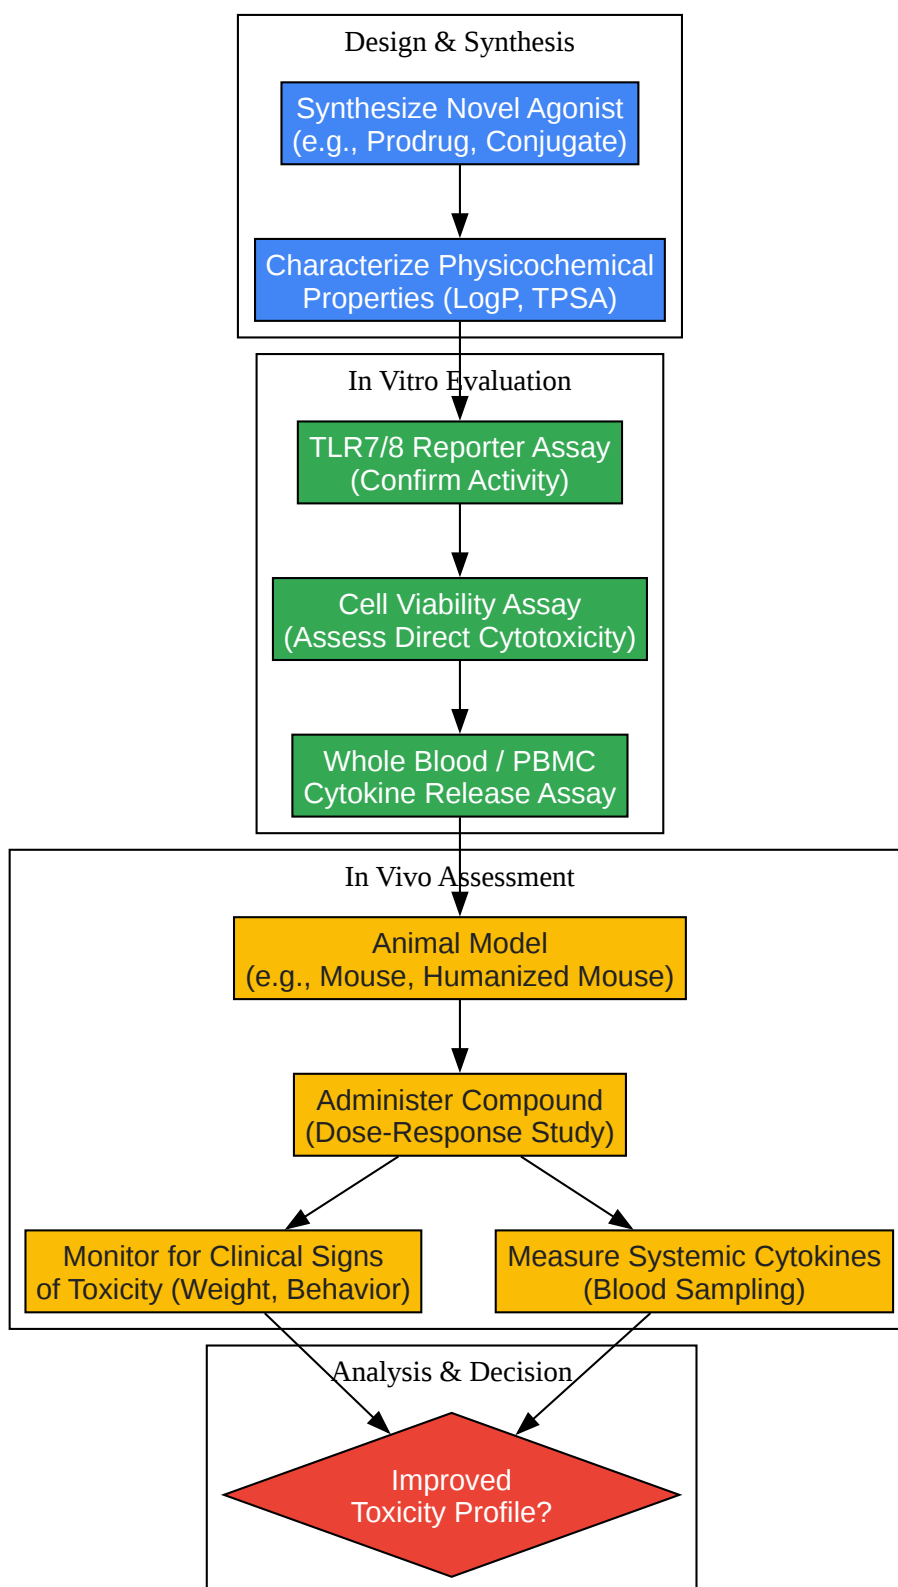 Design & Synthesis
Synthesize Novel Agonist
(e.g., Prodrug, Conjugate)
Characterize Physicochemical
Properties (LogP, TPSA)
In Vitro Evaluation
TLR7/8 Reporter Assay
(Confirm Activity)
Cell Viability Assay
(Assess Direct Cytotoxicity)
Whole Blood / PBMC
Cytokine Release Assay
In Vivo Assessment
Animal Model
(e.g., Mouse, Humanized Mouse)
Administer Compound
(Dose-Response Study)
Monitor for Clinical Signs
of Toxicity (Weight, Behavior)
Measure Systemic Cytokines
(Blood Sampling)
Analysis & Decision
Improved
Toxicity Profile?